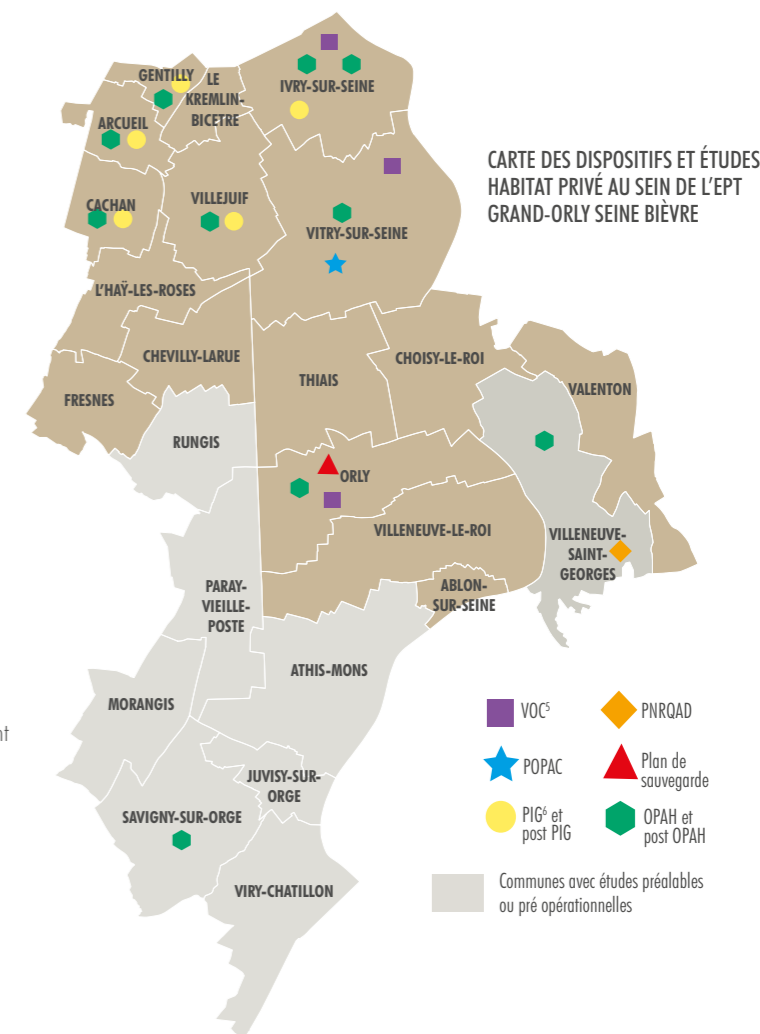 GENTILLY
LE
KREMLIN-
BICETRE
IVRY-SUR-SEINE
ARCUEIL
CARTE DES DISPOSITIFS ET ÉTUDES
HABITAT PRIVÉ AU SEIN DE L'EPT
GRAND-ORLY SEINE BIÈVRE
CACHAN
VILLEJUIF
VITRY-SUR-SEINE
L'HAŸ-LES-ROSES
CHEVILLY-LARUE
THIAIS
CHOISY-LE-ROI
VALENTON
FRESNES
RUNGIS
ORLY
VILLENEUVE-LE-ROI
VILLENEUVE-
SAINT-
GEORGES
ABLON-
SUR-SEINE
PARAY-
VIEILLE-
POSTE
ATHIS-MONS
MORANGIS
nt
JUVISY-SUR-
ORGE
SAVIGNY-SUR-ORGE
VIRY-CHATILLON
VOC⁵
PNRQAD
POPAC
Plan de
sauvegarde
PIG⁶ et
post PIG
OPAH et
post OPAH
Communes avec études préalables
ou pré opérationnelles